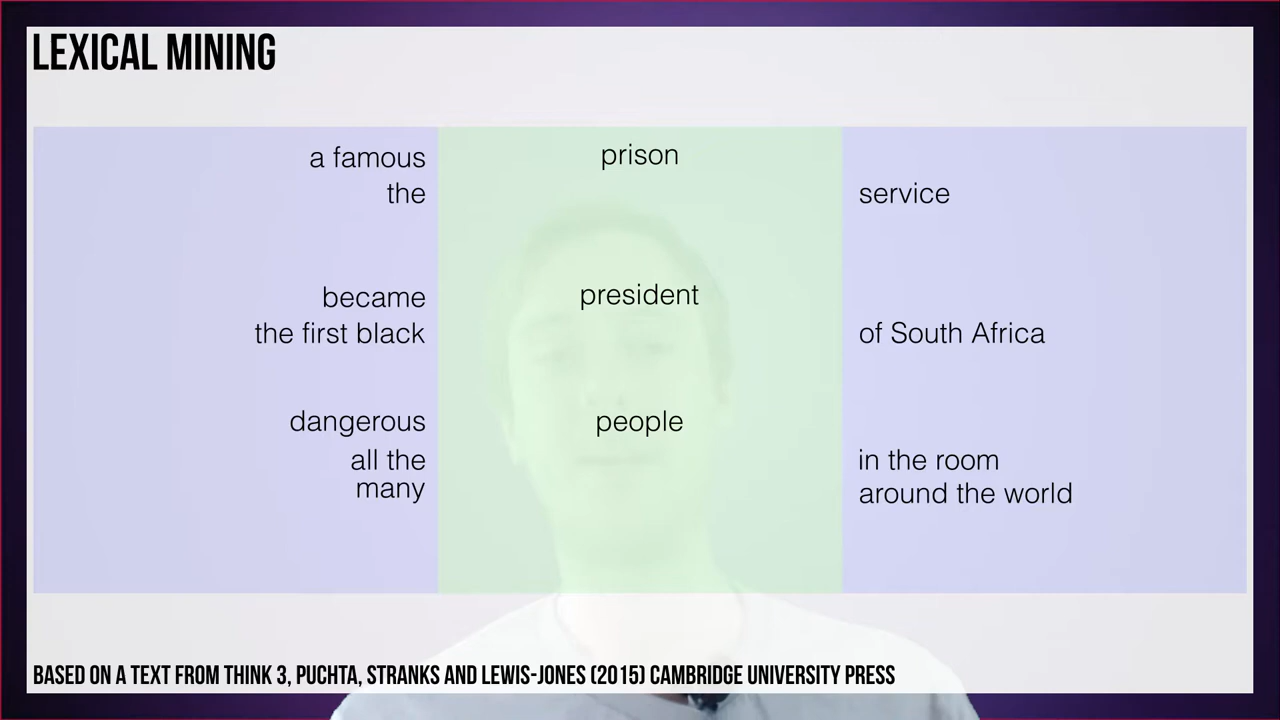 LEXICAL MINING
a famous prison
the service
became president
the first black of South Africa
dangerous people
all the in the room
many around the world
BASED ON A TEXT FROM THINK 3, PUCHTA, STRANKS AND LEWIS-JONES (2015) CAMBRIDGE UNIVERSITY PRESS